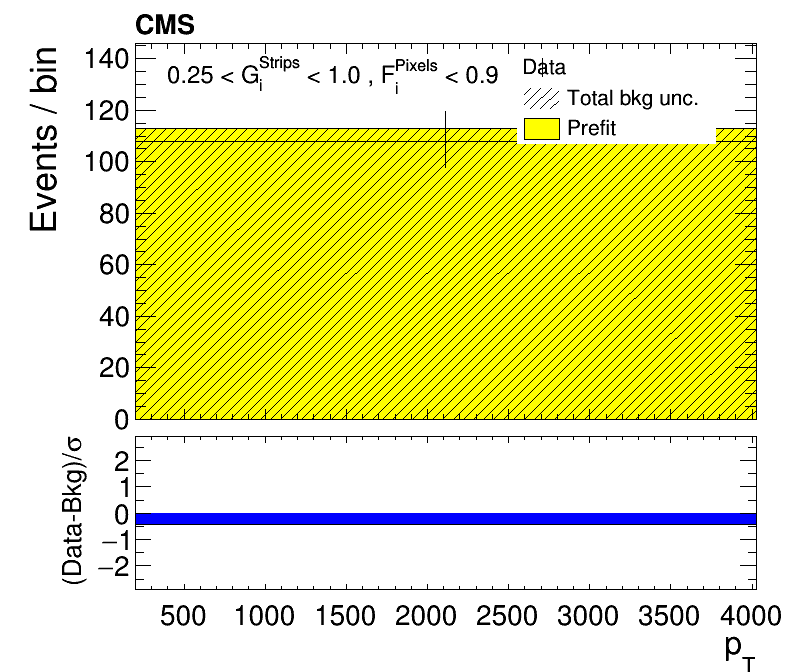 CMS
0.25 < G_i^Strips < 1.0 , F_i^Pixels < 0.9
Data
Total bkg unc.
Prefit
Events / bin
140
120
100
80
60
40
20
0
(Data-Bkg)/σ
2
1
0
−1
−2
500 1000 1500 2000 2500 3000 3500 4000
p_T